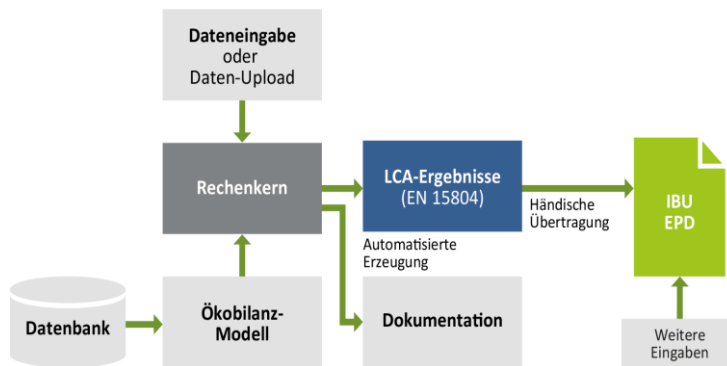 Dateneingabe
oder
Daten-Upload
Rechenkern
LCA-Ergebnisse
(EN 15804)
Händische
Übertragung
IBU
EPD
Automatisierte
Erzeugung
Datenbank
Ökobilanz-
Modell
Dokumentation
Weitere
Eingaben